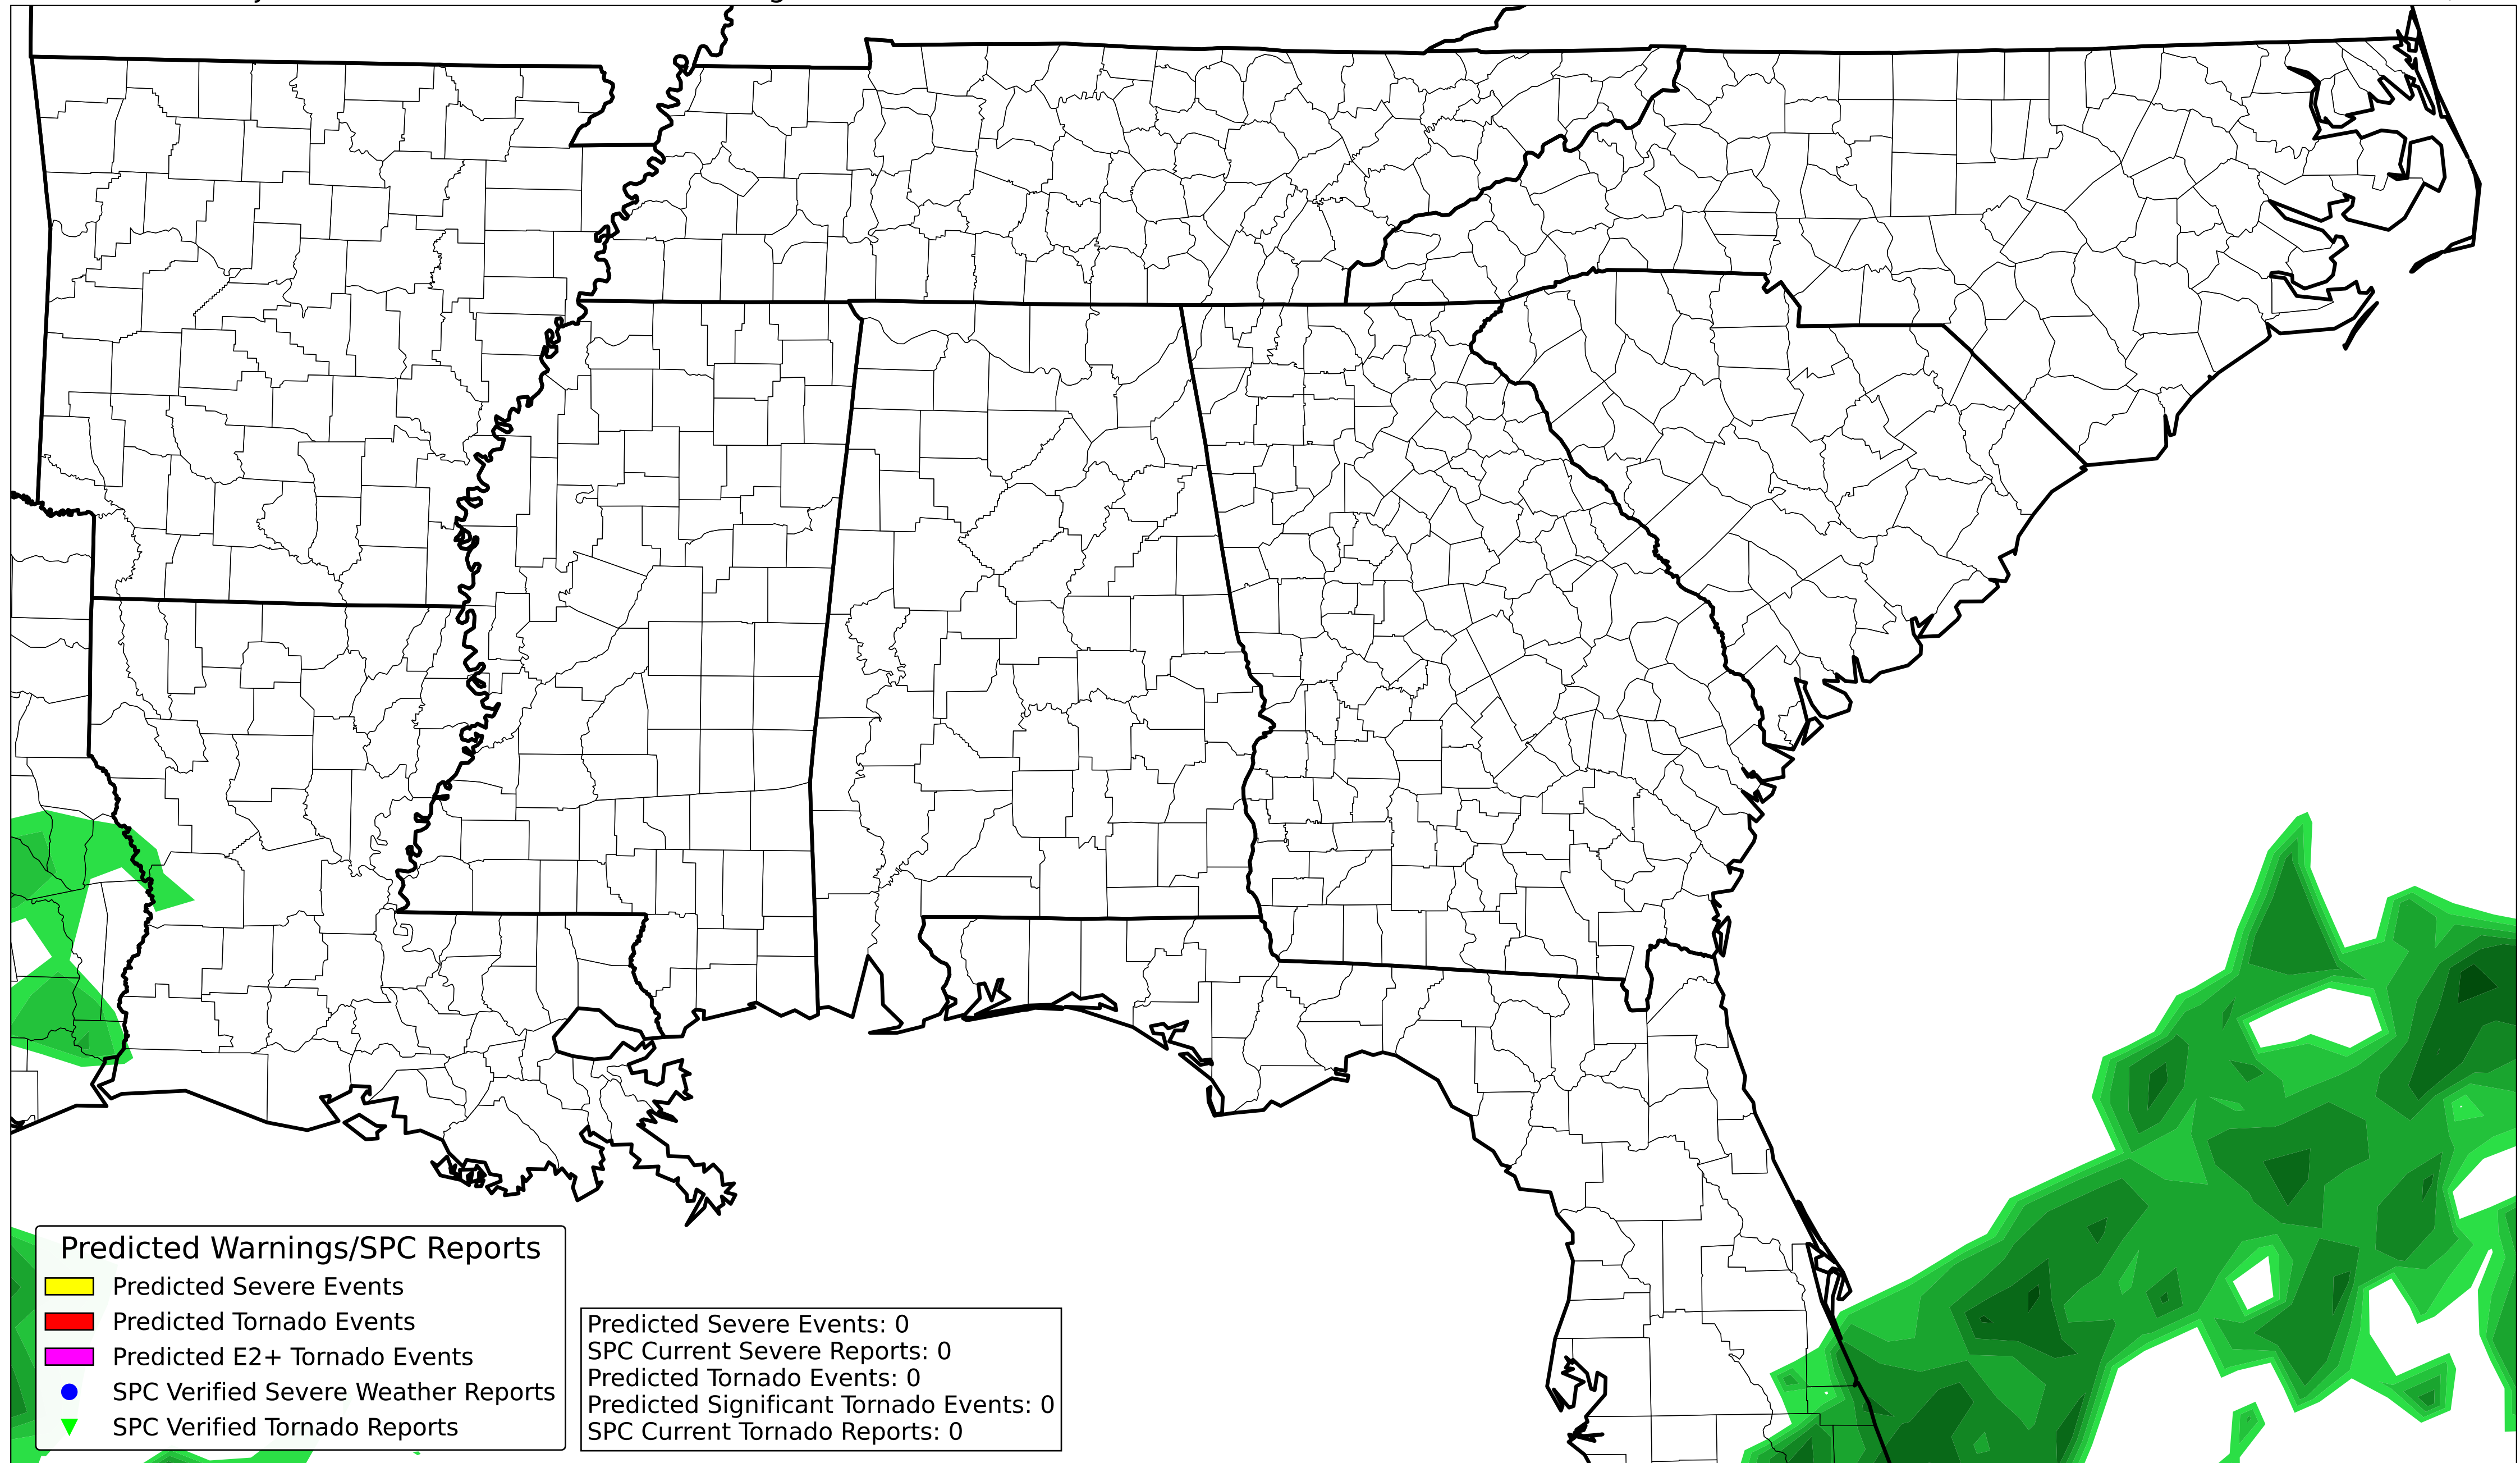 Predicted Warnings/SPC Reports
Predicted Severe Events
Predicted Tornado Events
Predicted E2+ Tornado Events
SPC Verified Severe Weather Reports
SPC Verified Tornado Reports
Predicted Severe Events: 0
SPC Current Severe Reports: 0
Predicted Tornado Events: 0
Predicted Significant Tornado Events: 0
SPC Current Tornado Reports: 0